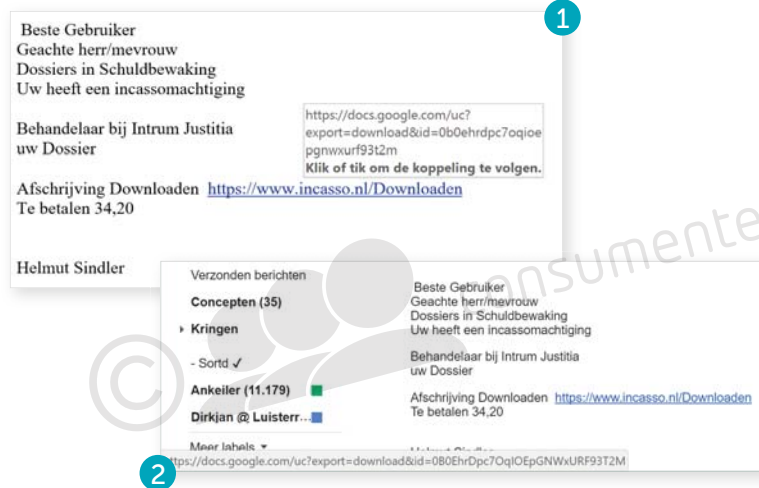 1
Beste Gebruiker
Geachte herr/mevrouw
Dossiers in Schuldbewaking
Uw heeft een incassomachtiging
Behandelaar bij Intrum Justitia
uw Dossier
https://docs.google.com/uc?
export=download&id=0b0ehrdpc7oqioe
pgnwxurf93t2m
Klik of tik om de koppeling te volgen.
Afschrijving Downloaden https://www.incasso.nl/Downloaden
Te betalen 34,20
Helmut Sindler
Verzonden berichten
Concepten (35)
Kringen
- Sortd ✓
Ankeiler (11.179)
Dirkjan @ Luisterr...
Meer labels
Beste Gebruiker
Geachte herr/mevrouw
Dossiers in Schuldbewaking
Uw heeft een incassomachtiging
Behandelaar bij Intrum Justitia
uw Dossier
Afschrijving Downloaden https://www.incasso.nl/Downloaden
Te betalen 34,20
https://docs.google.com/uc?export=download&id=0B0EhrDpc7OqIOEpGNWxURF93T2M
2
©